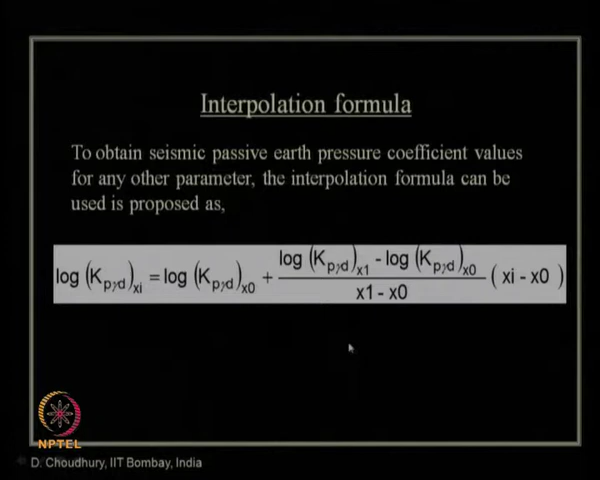 Interpolation formula
To obtain seismic passive earth pressure coefficient values
for any other parameter, the interpolation formula can be
used is proposed as,
log (Kpγd)xi = log (Kpγd)x0 + log (Kpγd)x1 - log (Kpγd)x0 / x1 - x0 ( xi - x0 )
NPTEL
D. Choudhury, IIT Bombay, India